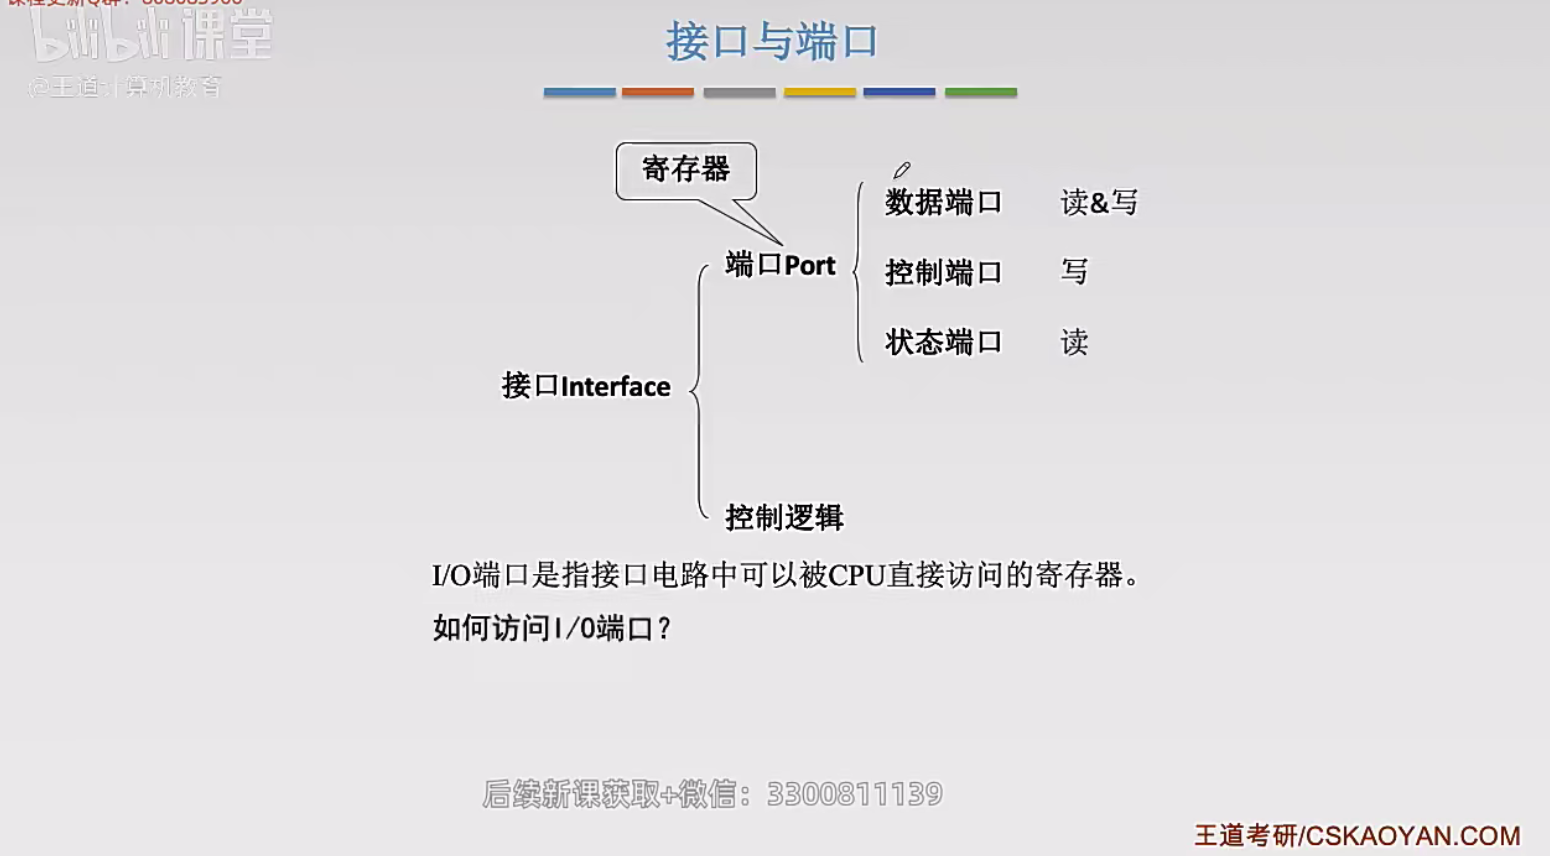 bilibili课堂
@王道计算机教育
接口与端口
寄存器
数据端口 读&写
端口Port
控制端口 写
状态端口 读
接口Interface
控制逻辑
I/O端口是指接口电路中可以被CPU直接访问的寄存器。
如何访问I/O端口?
后续新课获取+微信：3300811139
王道考研/CSKAOYAN.COM